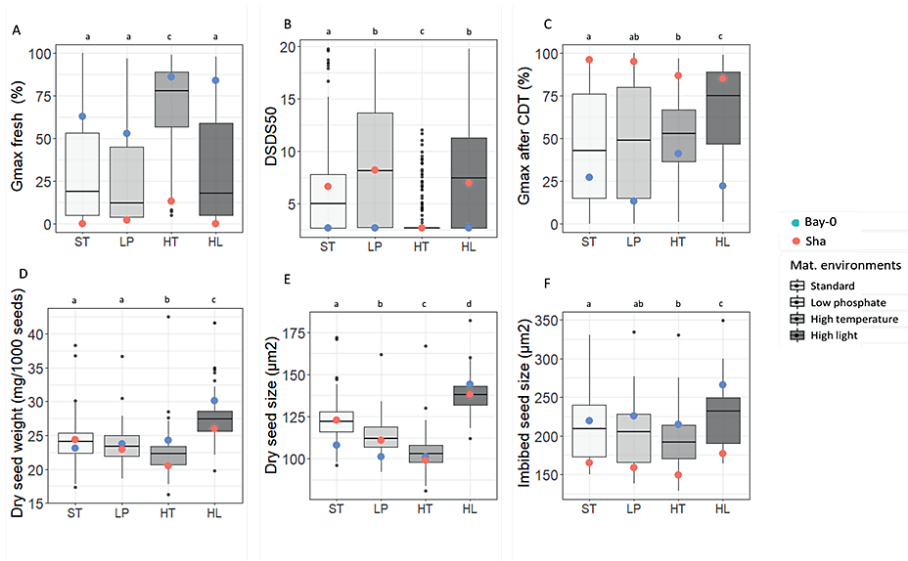 A
a a c a
Gmax fresh (%)
100
75
50
25
0
ST LP HT HL
B
a b c b
DSDS50
20
15
10
5
ST LP HT HL
C
a ab b c
Gmax after CDT (%)
100
75
50
25
0
ST LP HT HL
D
a a b c
Dry seed weight (mg/1000 seeds)
40
35
30
25
20
15
ST LP HT HL
E
a b c d
Dry seed size (µm2)
175
150
125
100
ST LP HT HL
F
a ab b c
Imbibed seed size (µm2)
350
300
250
200
150
ST LP HT HL
Bay-0
Sha
Mat. environments
Standard
Low phosphate
High temperature
High light